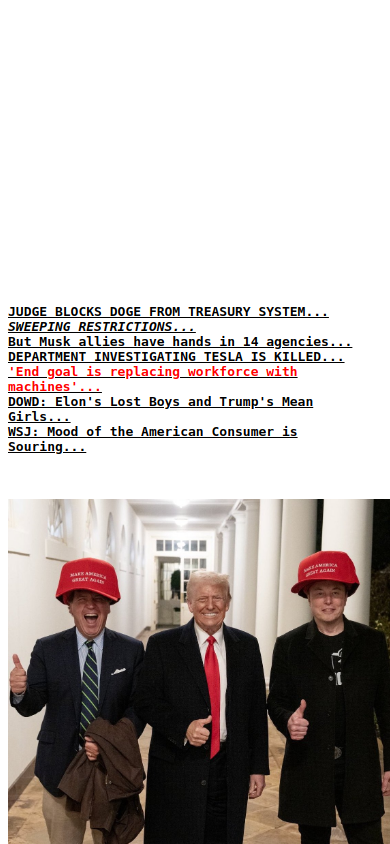 JUDGE BLOCKS DOGE FROM TREASURY SYSTEM...
SWEEPING RESTRICTIONS...
But Musk allies have hands in 14 agencies...
DEPARTMENT INVESTIGATING TESLA IS KILLED...
'End goal is replacing workforce with
machines'...
DOWD: Elon's Lost Boys and Trump's Mean
Girls...
WSJ: Mood of the American Consumer is
Souring...
MAKE AMERICA
GREAT AGAIN
MAKE AMERICA
GREAT AGAIN